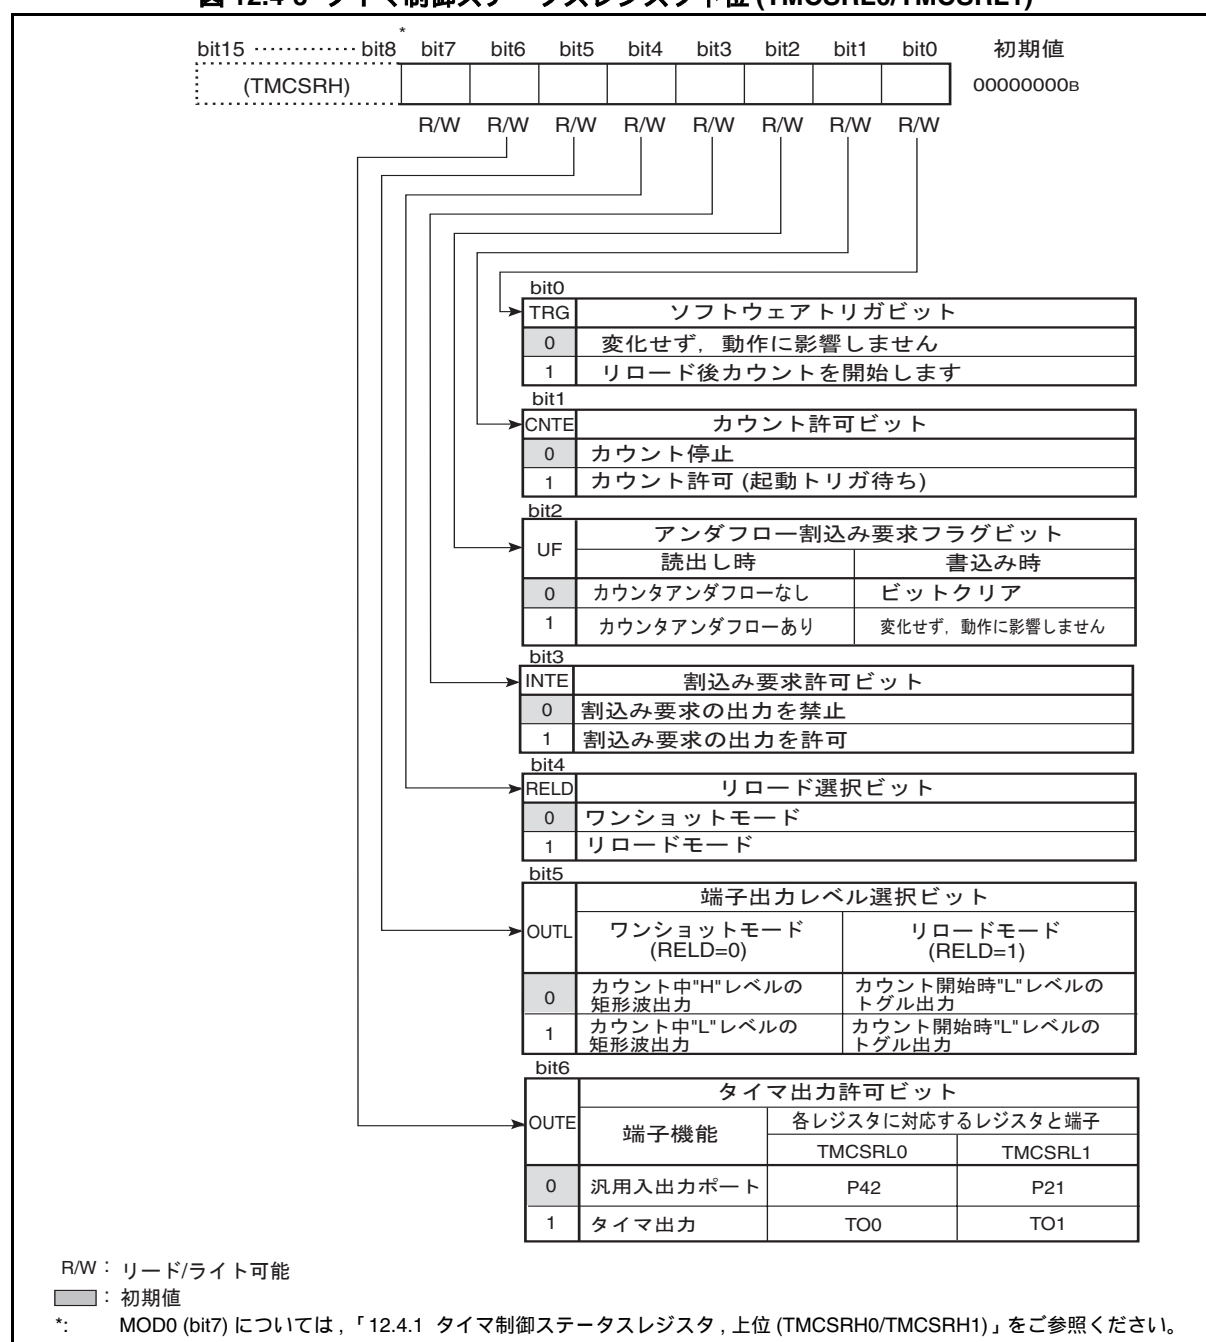 図 12.4-3 タイマ制御ステータスレジスタ下位 (TMCSRL0/TMCSRL1)
*
bit15 ············· bit8 bit7 bit6 bit5 bit4 bit3 bit2 bit1 bit0 初期値
(TMCSRH) 00000000B
R/W R/W R/W R/W R/W R/W R/W R/W
bit0
TRG ソフトウェアトリガビット
0 変化せず, 動作に影響しません
1 リロード後カウントを開始します
bit1
CNTE カウント許可ビット
0 カウント停止
1 カウント許可 (起動トリガ待ち)
bit2
UF アンダフロー割込み要求フラグビット
読出し時 書込み時
0 カウンタアンダフローなし ビットクリア
1 カウンタアンダフローあり 変化せず, 動作に影響しません
bit3
INTE 割込み要求許可ビット
0 割込み要求の出力を禁止
1 割込み要求の出力を許可
bit4
RELD リロード選択ビット
0 ワンショットモード
1 リロードモード
bit5
OUTL 端子出力レベル選択ビット
ワンショットモード リロードモード
(RELD=0) (RELD=1)
0 カウント中"H"レベルの カウント開始時"L"レベルの
矩形波出力 トグル出力
1 カウント中"L"レベルの カウント開始時"L"レベルの
矩形波出力 トグル出力
bit6
OUTE タイマ出力許可ビット
端子機能 各レジスタに対応するレジスタと端子
TMCSRL0 TMCSRL1
0 汎用入出力ポート P42 P21
1 タイマ出力 TO0 TO1
R/W : リード/ライト可能
: 初期値
*: MOD0 (bit7) については , 「12.4.1 タイマ制御ステータスレジスタ , 上位 (TMCSRH0/TMCSRH1)」をご参照ください。